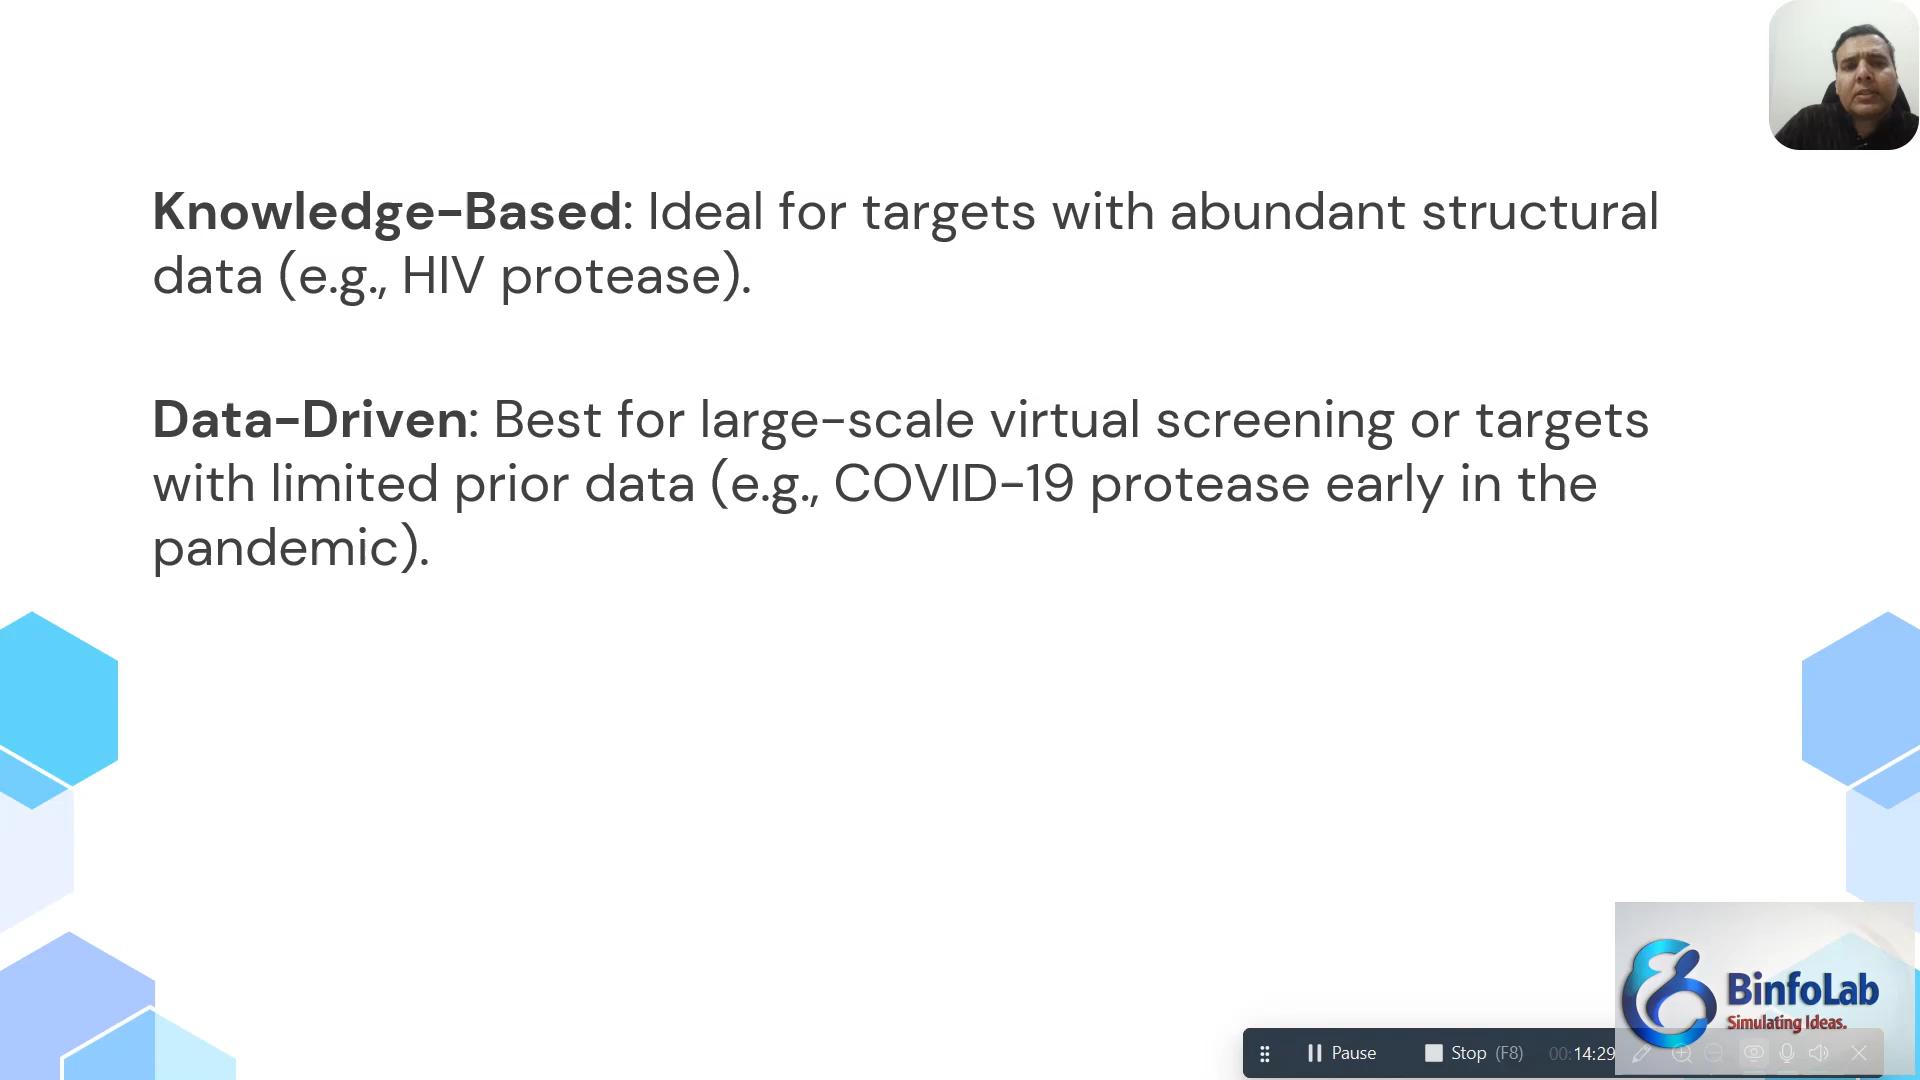 Knowledge-Based: Ideal for targets with abundant structural
data (e.g., HIV protease).
Data-Driven: Best for large-scale virtual screening or targets
with limited prior data (e.g., COVID-19 protease early in the
pandemic).
BinfoLab
Simulating Ideas.
Pause
Stop (F8)
00:14:29